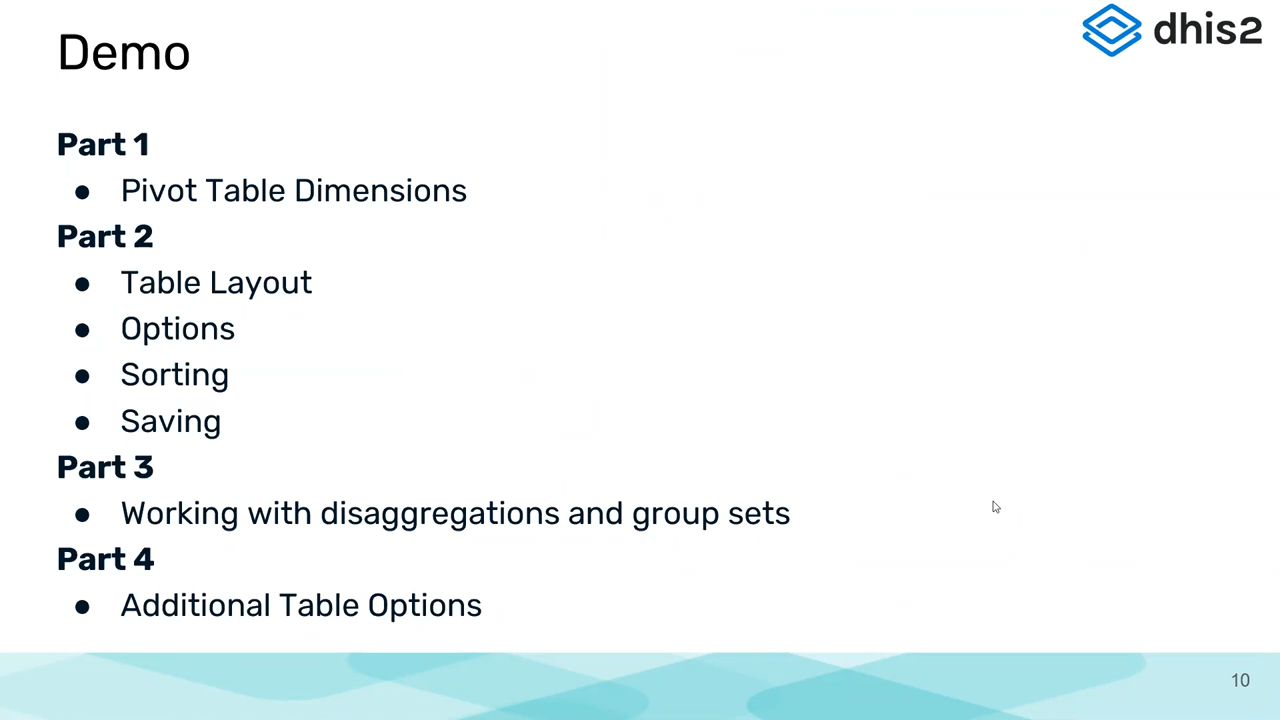 Demo
dhis2
Part 1
● Pivot Table Dimensions
Part 2
● Table Layout
● Options
● Sorting
● Saving
Part 3
● Working with disaggregations and group sets
Part 4
● Additional Table Options
10